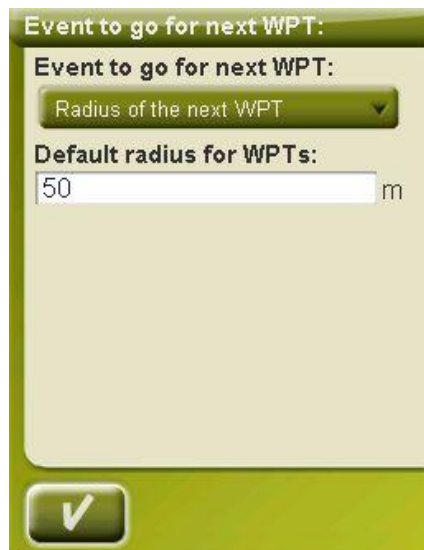 Event to go for next WPT:
Event to go for next WPT:
Radius of the next WPT
Default radius for WPTs:
50 m